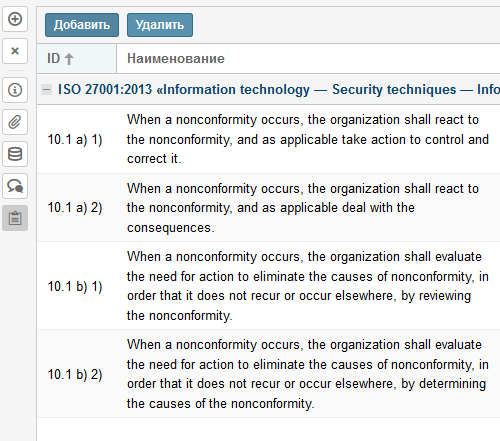 Добавить Удалить
ID Наименование
ISO 27001:2013 «Information technology — Security techniques — Info
When a nonconformity occurs, the organization shall react to
10.1 a) 1) the nonconformity, and as applicable take action to control and
correct it.
When a nonconformity occurs, the organization shall react to
10.1 a) 2) the nonconformity, and as applicable deal with the
consequences.
When a nonconformity occurs, the organization shall evaluate
the need for action to eliminate the causes of nonconformity, in
10.1 b) 1) order that it does not recur or occur elsewhere, by reviewing
the nonconformity.
When a nonconformity occurs, the organization shall evaluate
the need for action to eliminate the causes of nonconformity, in
10.1 b) 2) order that it does not recur or occur elsewhere, by determining
the causes of the nonconformity.